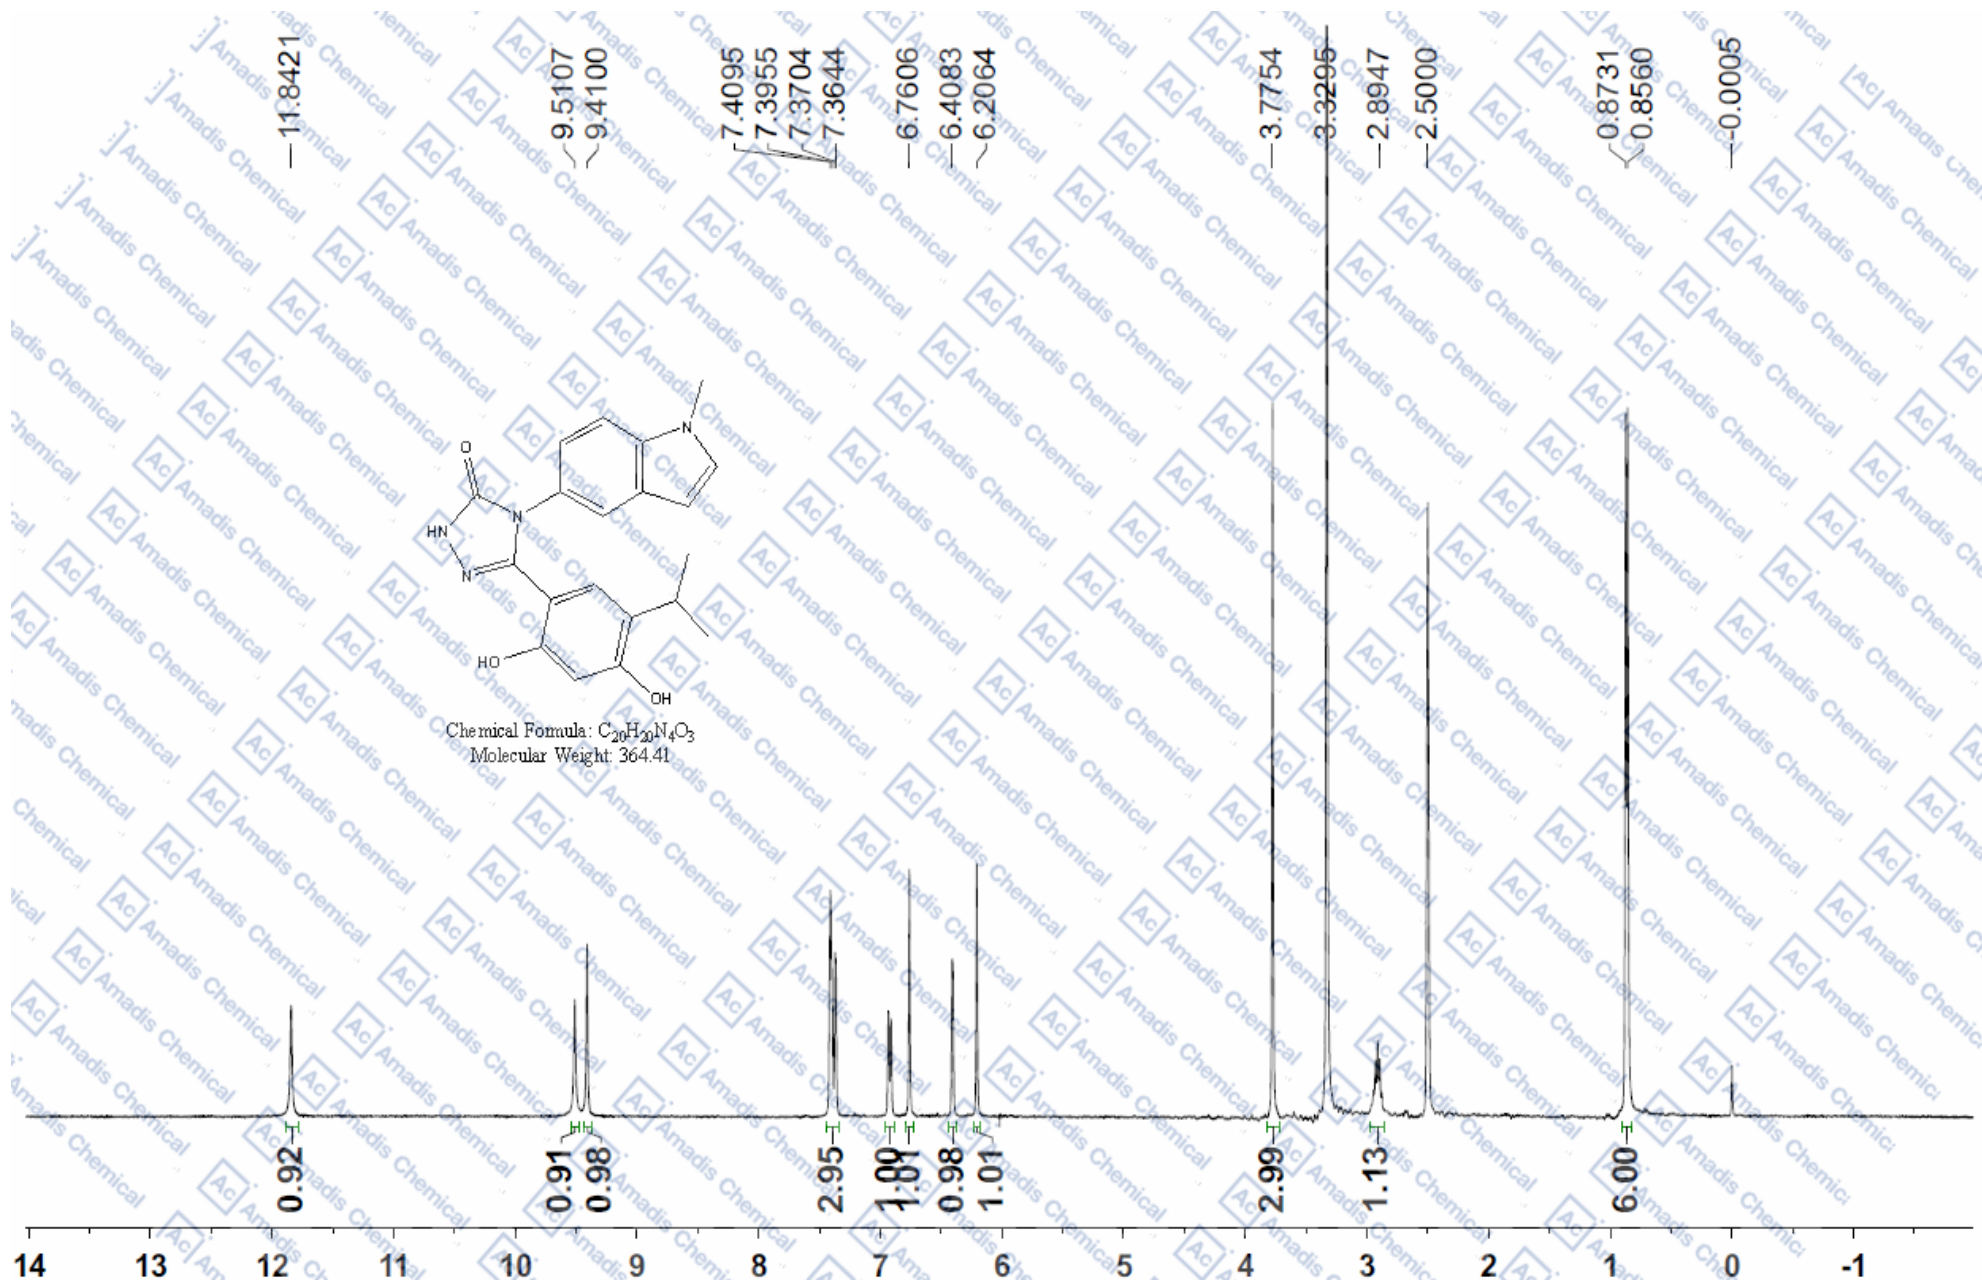 11.8421
9.5107
9.4100
7.4095
7.3955
7.3704
7.3644
6.7606
6.4083
6.2064
3.7754
3.3295
2.8947
2.5000
0.8731
0.8560
-0.0005
N
O
N
HN
N
HO
OH
Chemical Formula: C20H20N4O3
Molecular Weight: 364.41
0.92
0.91
0.98
2.95
1.00
1.01
0.98
1.01
2.99
1.13
6.00
14 13 12 11 10 9 8 7 6 5 4 3 2 1 0 -1
Ac Amadis Chemical